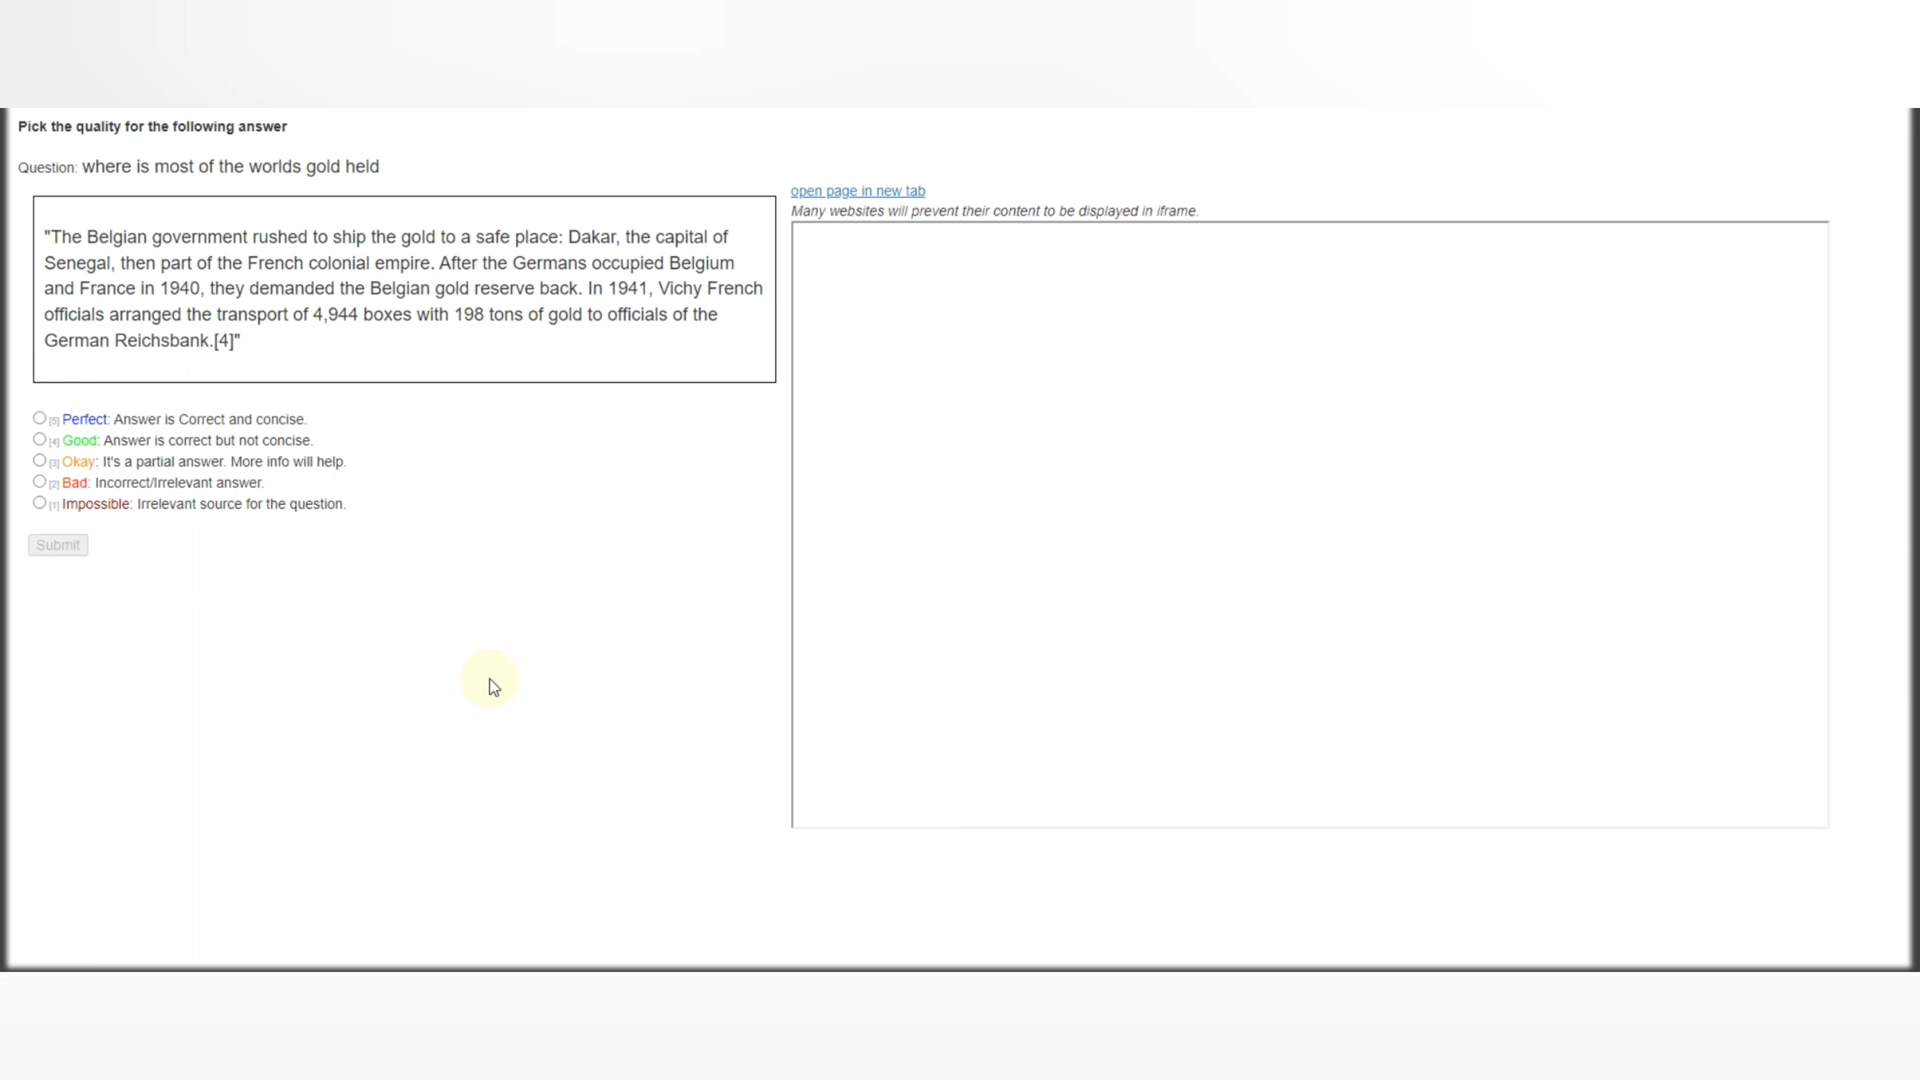 Pick the quality for the following answer
Question: where is most of the worlds gold held
open page in new tab
Many websites will prevent their content to be displayed in iframe.
"The Belgian government rushed to ship the gold to a safe place: Dakar, the capital of
Senegal, then part of the French colonial empire. After the Germans occupied Belgium
and France in 1940, they demanded the Belgian gold reserve back. In 1941, Vichy French
officials arranged the transport of 4,944 boxes with 198 tons of gold to officials of the
German Reichsbank.[4]"
[5] Perfect: Answer is Correct and concise.
[4] Good: Answer is correct but not concise.
[3] Okay: It's a partial answer. More info will help.
[2] Bad: Incorrect/Irrelevant answer.
[1] Impossible: Irrelevant source for the question.
Submit